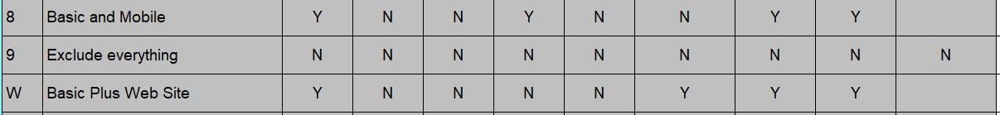 8 Basic and Mobile Y N N Y N N Y Y
9 Exclude everything N N N N N N N N N
W Basic Plus Web Site Y N N N N Y Y Y